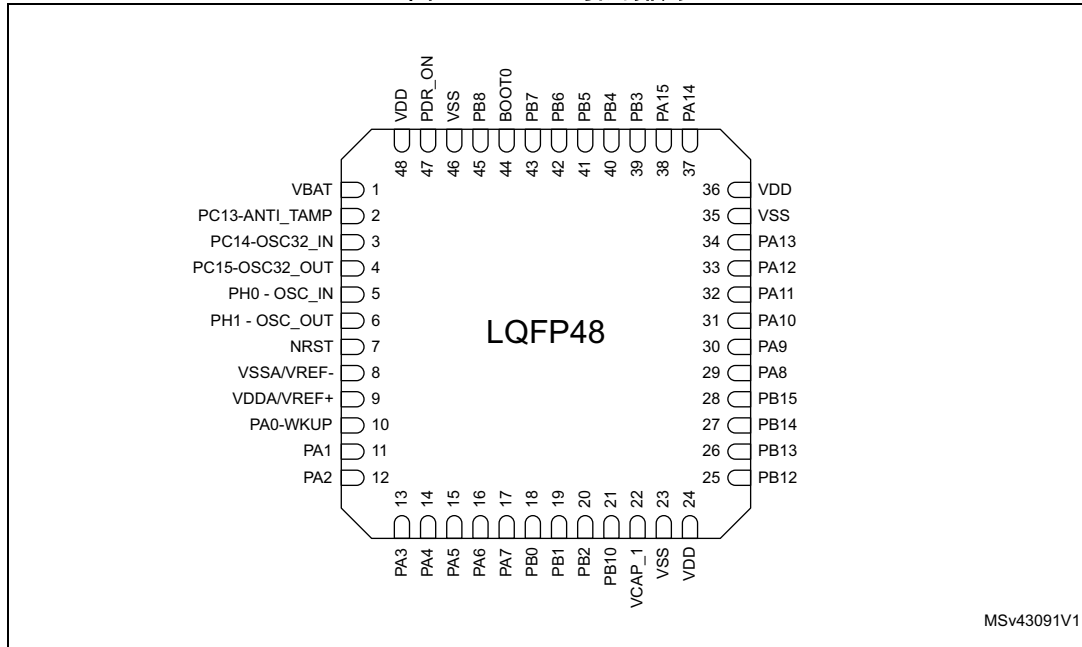 VDD
PDR_ON
VSS
PB8
BOOT0
PB7
PB6
PB5
PB4
PB3
PA15
PA14
48
47
46
45
44
43
42
41
40
39
38
37
VBAT 1
PC13-ANTI_TAMP 2
PC14-OSC32_IN 3
PC15-OSC32_OUT 4
PH0 - OSC_IN 5
PH1 - OSC_OUT 6
NRST 7
VSSA/VREF- 8
VDDA/VREF+ 9
PA0-WKUP 10
PA1 11
PA2 12
LQFP48
36 VDD
35 VSS
34 PA13
33 PA12
32 PA11
31 PA10
30 PA9
29 PA8
28 PB15
27 PB14
26 PB13
25 PB12
13
14
15
16
17
18
19
20
21
22
23
24
PA3
PA4
PA5
PA6
PA7
PB0
PB1
PB2
PB10
VCAP_1
VSS
VDD
MSv43091V1